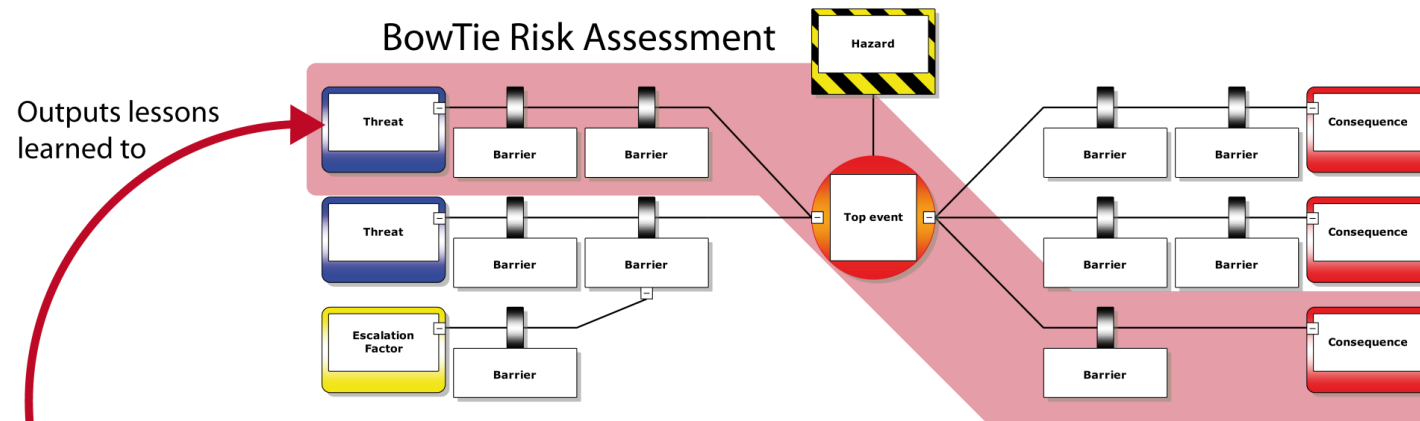 BowTie Risk Assessment
Hazard
Outputs lessons
learned to
Threat
Barrier
Barrier
Barrier
Barrier
Consequence
Top event
Threat
Barrier
Barrier
Barrier
Barrier
Consequence
Escalation
Factor
Barrier
Barrier
Consequence